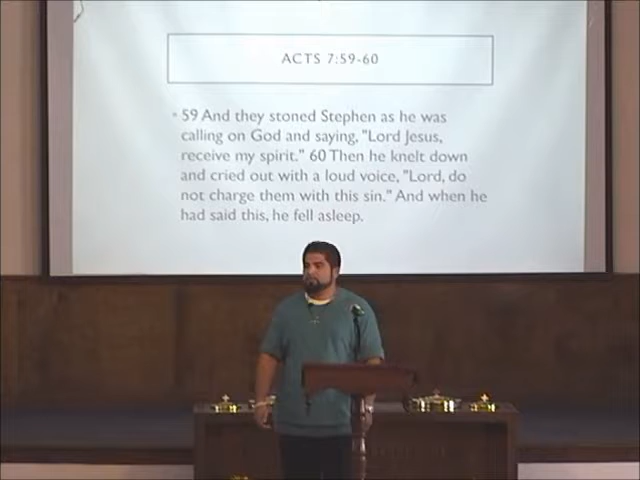 ACTS 7:59-60
• 59 And they stoned Stephen as he was
calling on God and saying, "Lord Jesus,
receive my spirit." 60 Then he knelt down
and cried out with a loud voice, "Lord, do
not charge them with this sin." And when he
had said this, he fell asleep.